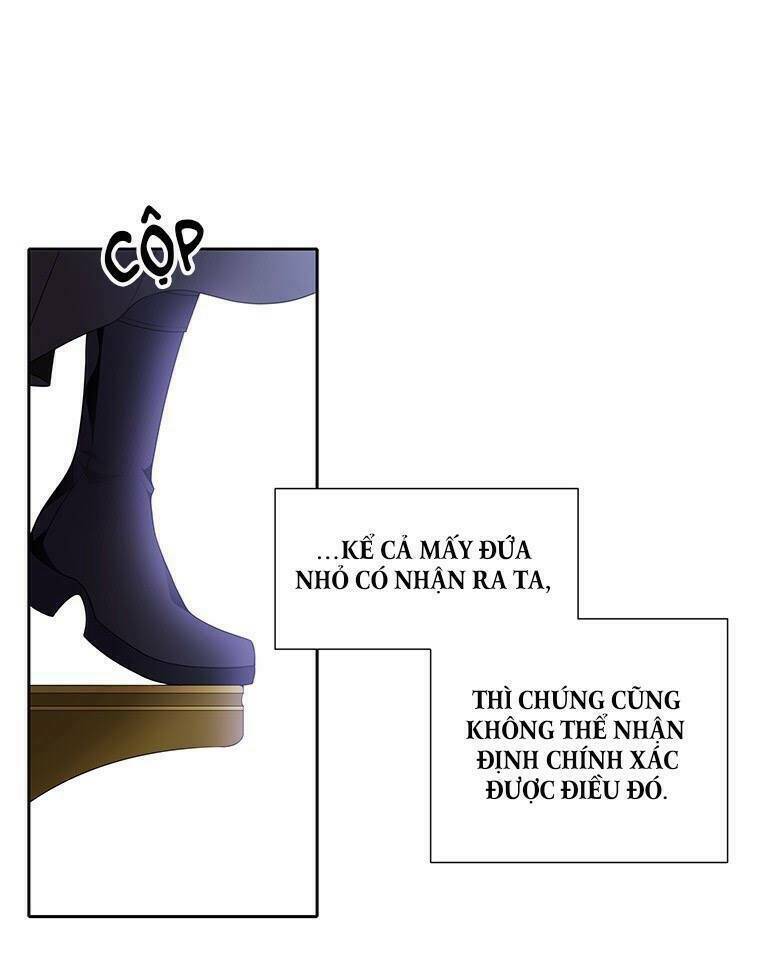 CỘP
...KỂ CẢ MẤY ĐỨA
NHỎ CÓ NHẬN RA TA,
THÌ CHÚNG CŨNG
KHÔNG THỂ NHẬN
ĐỊNH CHÍNH XÁC
ĐƯỢC ĐIỀU ĐÓ.